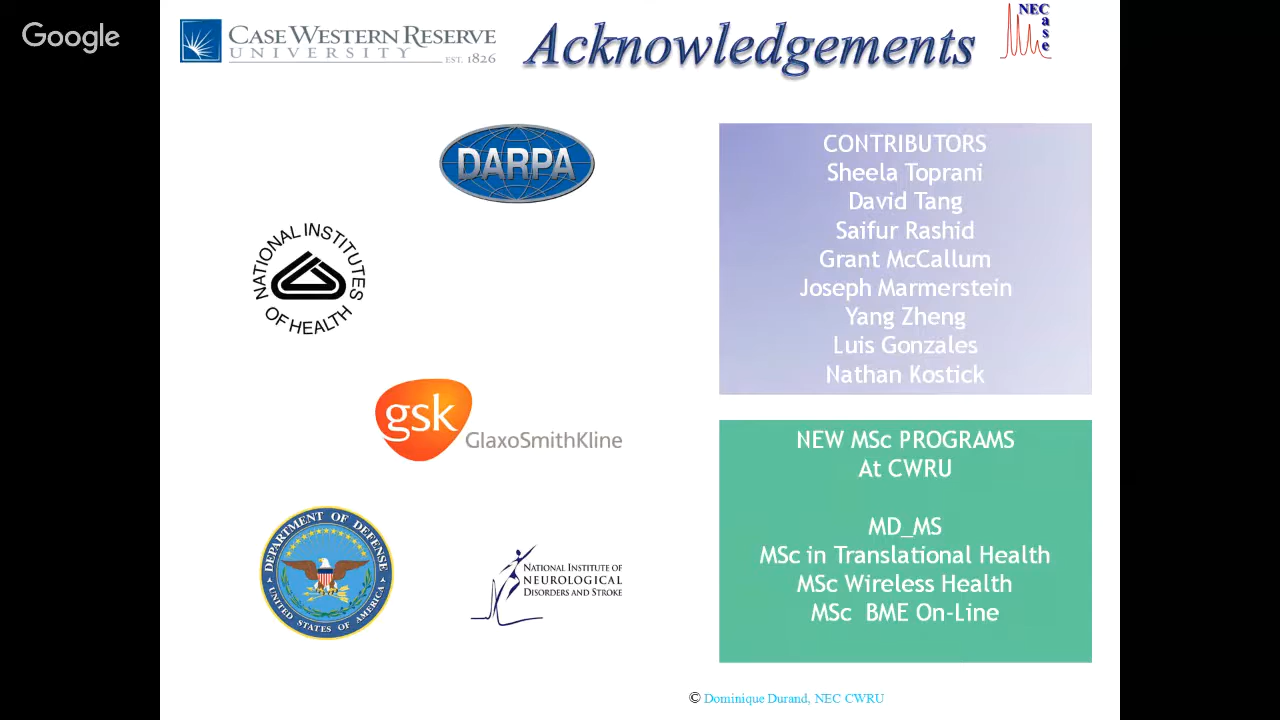 Google
CASE WESTERN RESERVE
UNIVERSITY EST. 1826
Acknowledgements
NEC
case
DARPA
NATIONAL INSTITUTES
OF HEALTH
gsk
GlaxoSmithKline
DEPARTMENT OF DEFENSE
UNITED STATES OF AMERICA
NATIONAL INSTITUTE OF
NEUROLOGICAL
DISORDERS AND STROKE
CONTRIBUTORS
Sheela Toprani
David Tang
Saifur Rashid
Grant McCallum
Joseph Marmerstein
Yang Zheng
Luis Gonzales
Nathan Kostick
NEW MSc PROGRAMS
At CWRU
MD_MS
MSc in Translational Health
MSc Wireless Health
MSc BME On-Line
© Dominique Durand, NEC CWRU